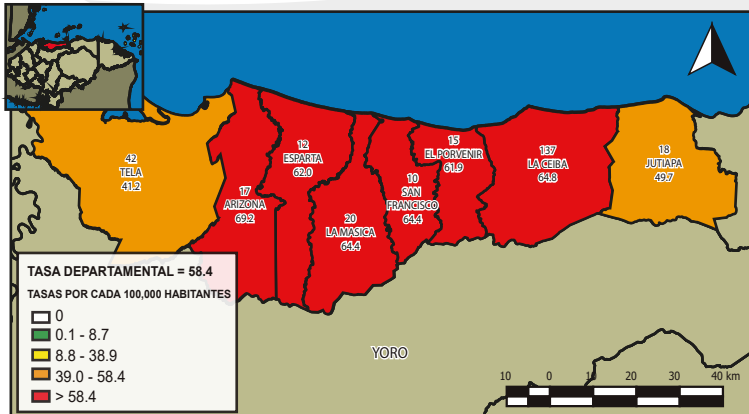 42
TELA
41.2
17
ARIZONA
69.2
12
ESPARTA
62.0
20
LA MASICA
64.4
10
SAN
FRANCISCO
64.4
15
EL PORVENIR
61.9
137
LA CEIBA
64.8
18
JUTIAPA
49.7
TASA DEPARTAMENTAL = 58.4
TASAS POR CADA 100,000 HABITANTES
0
0.1 - 8.7
8.8 - 38.9
39.0 - 58.4
> 58.4
YORO
10 0 10 20 30 40 km